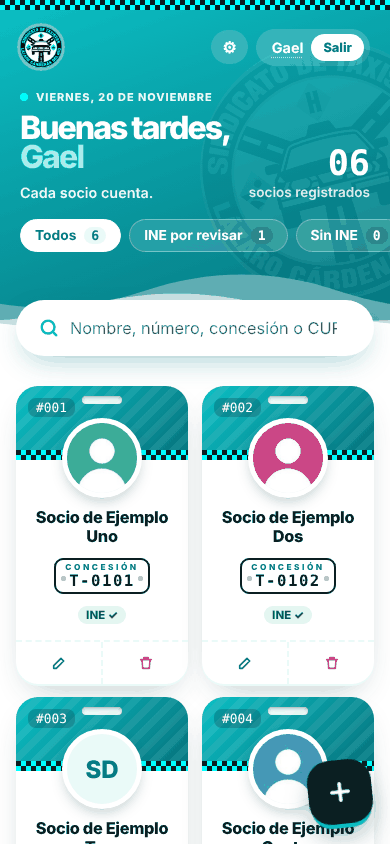 Gael
Salir
VIERNES, 20 DE NOVIEMBRE
Buenas tardes,
Gael
Cada socio cuenta.
06
socios registrados
Todos 6
INE por revisar 1
Sin INE 0
Nombre, número, concesión o CUR
#001
Socio de Ejemplo
Uno
CONCESIÓN
T-0101
INE ✓
#002
Socio de Ejemplo
Dos
CONCESIÓN
T-0102
INE ✓
#003
SD
Socio de Ejemplo
#004
Socio de Ejemplo